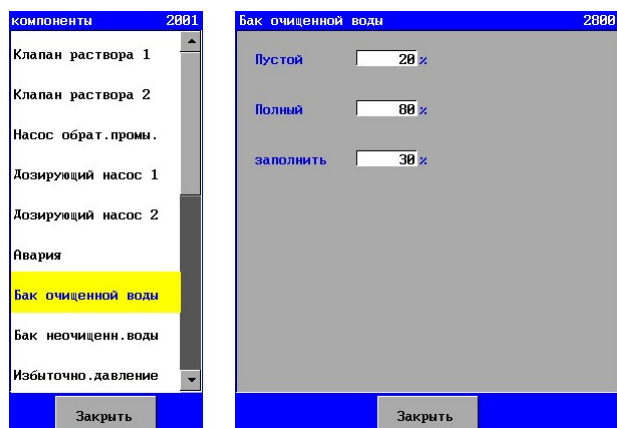 компоненты 2001
Клапан раствора 1
Клапан раствора 2
Насос обрат.промы.
Дозирующий насос 1
Дозирующий насос 2
Авария
Бак очищенной воды
Бак неочищенн.воды
Избыточно.давление
Закрыть
Бак очищенной воды 2800
Пустой 20 %
Полный 80 %
заполнить 30 %
Закрыть